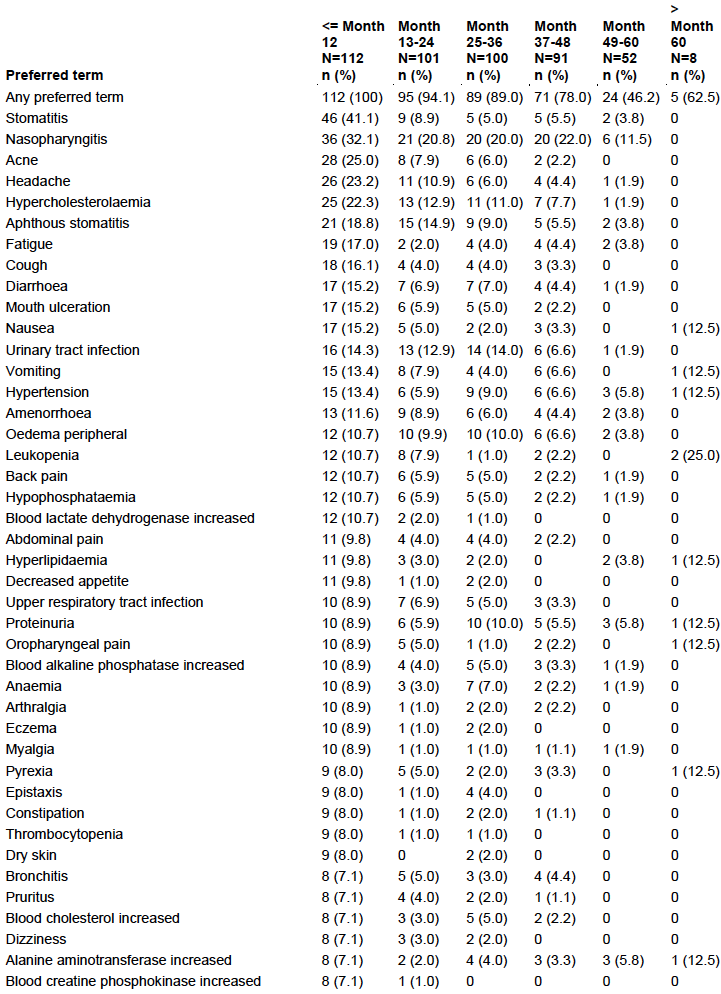 >
<= Month Month Month Month Month Month
12 13-24 25-36 37-48 49-60 60
N=112 N=101 N=100 N=91 N=52 N=8
Preferred term n (%) n (%) n (%) n (%) n (%) n (%)
Any preferred term 112 (100) 95 (94.1) 89 (89.0) 71 (78.0) 24 (46.2) 5 (62.5)
Stomatitis 46 (41.1) 9 (8.9) 5 (5.0) 5 (5.5) 2 (3.8) 0
Nasopharyngitis 36 (32.1) 21 (20.8) 20 (20.0) 20 (22.0) 6 (11.5) 0
Acne 28 (25.0) 8 (7.9) 6 (6.0) 2 (2.2) 0 0
Headache 26 (23.2) 11 (10.9) 6 (6.0) 4 (4.4) 1 (1.9) 0
Hypercholesterolaemia 25 (22.3) 13 (12.9) 11 (11.0) 7 (7.7) 1 (1.9) 0
Aphthous stomatitis 21 (18.8) 15 (14.9) 9 (9.0) 5 (5.5) 2 (3.8) 0
Fatigue 19 (17.0) 2 (2.0) 4 (4.0) 4 (4.4) 2 (3.8) 0
Cough 18 (16.1) 4 (4.0) 4 (4.0) 3 (3.3) 0 0
Diarrhoea 17 (15.2) 7 (6.9) 7 (7.0) 4 (4.4) 1 (1.9) 0
Mouth ulceration 17 (15.2) 6 (5.9) 5 (5.0) 2 (2.2) 0 0
Nausea 17 (15.2) 5 (5.0) 2 (2.0) 3 (3.3) 0 1 (12.5)
Urinary tract infection 16 (14.3) 13 (12.9) 14 (14.0) 6 (6.6) 1 (1.9) 0
Vomiting 15 (13.4) 8 (7.9) 4 (4.0) 6 (6.6) 0 1 (12.5)
Hypertension 15 (13.4) 6 (5.9) 9 (9.0) 6 (6.6) 3 (5.8) 1 (12.5)
Amenorrhoea 13 (11.6) 9 (8.9) 6 (6.0) 4 (4.4) 2 (3.8) 0
Oedema peripheral 12 (10.7) 10 (9.9) 10 (10.0) 6 (6.6) 2 (3.8) 0
Leukopenia 12 (10.7) 8 (7.9) 1 (1.0) 2 (2.2) 0 2 (25.0)
Back pain 12 (10.7) 6 (5.9) 5 (5.0) 2 (2.2) 1 (1.9) 0
Hypophosphataemia 12 (10.7) 6 (5.9) 5 (5.0) 2 (2.2) 1 (1.9) 0
Blood lactate dehydrogenase increased 12 (10.7) 2 (2.0) 1 (1.0) 0 0 0
Abdominal pain 11 (9.8) 4 (4.0) 4 (4.0) 2 (2.2) 0 0
Hyperlipidaemia 11 (9.8) 3 (3.0) 2 (2.0) 0 2 (3.8) 1 (12.5)
Decreased appetite 11 (9.8) 1 (1.0) 2 (2.0) 0 0 0
Upper respiratory tract infection 10 (8.9) 7 (6.9) 5 (5.0) 3 (3.3) 0 0
Proteinuria 10 (8.9) 6 (5.9) 10 (10.0) 5 (5.5) 3 (5.8) 1 (12.5)
Oropharyngeal pain 10 (8.9) 5 (5.0) 1 (1.0) 2 (2.2) 0 1 (12.5)
Blood alkaline phosphatase increased 10 (8.9) 4 (4.0) 5 (5.0) 3 (3.3) 1 (1.9) 0
Anaemia 10 (8.9) 3 (3.0) 7 (7.0) 2 (2.2) 1 (1.9) 0
Arthralgia 10 (8.9) 1 (1.0) 2 (2.0) 2 (2.2) 0 0
Eczema 10 (8.9) 1 (1.0) 2 (2.0) 0 0 0
Myalgia 10 (8.9) 1 (1.0) 1 (1.0) 1 (1.1) 1 (1.9) 0
Pyrexia 9 (8.0) 5 (5.0) 2 (2.0) 3 (3.3) 0 1 (12.5)
Epistaxis 9 (8.0) 1 (1.0) 4 (4.0) 0 0 0
Constipation 9 (8.0) 1 (1.0) 2 (2.0) 1 (1.1) 0 0
Thrombocytopenia 9 (8.0) 1 (1.0) 1 (1.0) 0 0 0
Dry skin 9 (8.0) 0 2 (2.0) 0 0 0
Bronchitis 8 (7.1) 5 (5.0) 3 (3.0) 4 (4.4) 0 0
Pruritus 8 (7.1) 4 (4.0) 2 (2.0) 1 (1.1) 0 0
Blood cholesterol increased 8 (7.1) 3 (3.0) 5 (5.0) 2 (2.2) 0 0
Dizziness 8 (7.1) 3 (3.0) 2 (2.0) 0 0 0
Alanine aminotransferase increased 8 (7.1) 2 (2.0) 4 (4.0) 3 (3.3) 3 (5.8) 1 (12.5)
Blood creatine phosphokinase increased 8 (7.1) 1 (1.0) 0 0 0 0